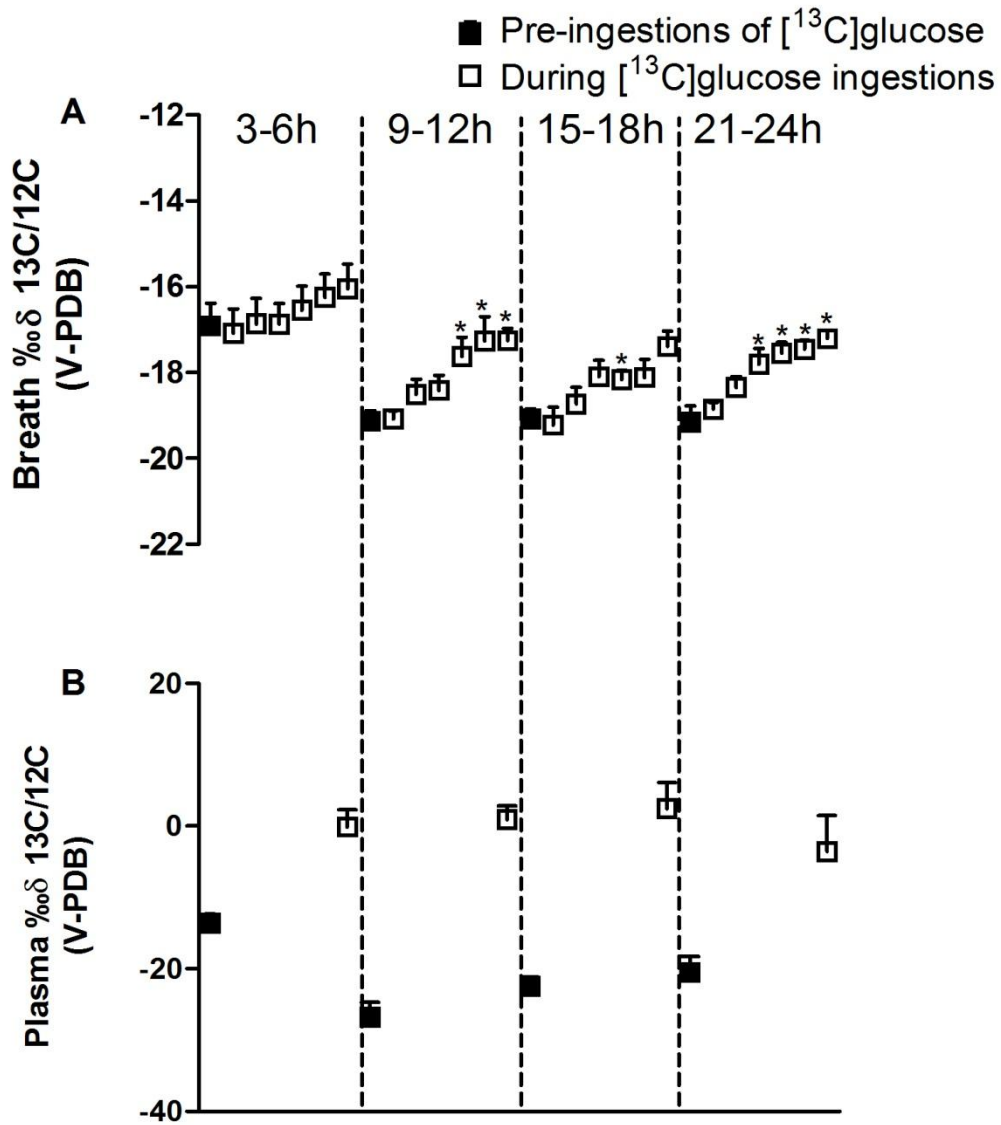 Pre-ingestions of [¹³C]glucose
During [¹³C]glucose ingestions
A
3-6h 9-12h 15-18h 21-24h
Breath ‰δ 13C/12C
(V-PDB)
-12
-14
-16
-18
-20
-22
* * *
*
* * * *
B
Plasma ‰δ 13C/12C
(V-PDB)
20
0
-20
-40